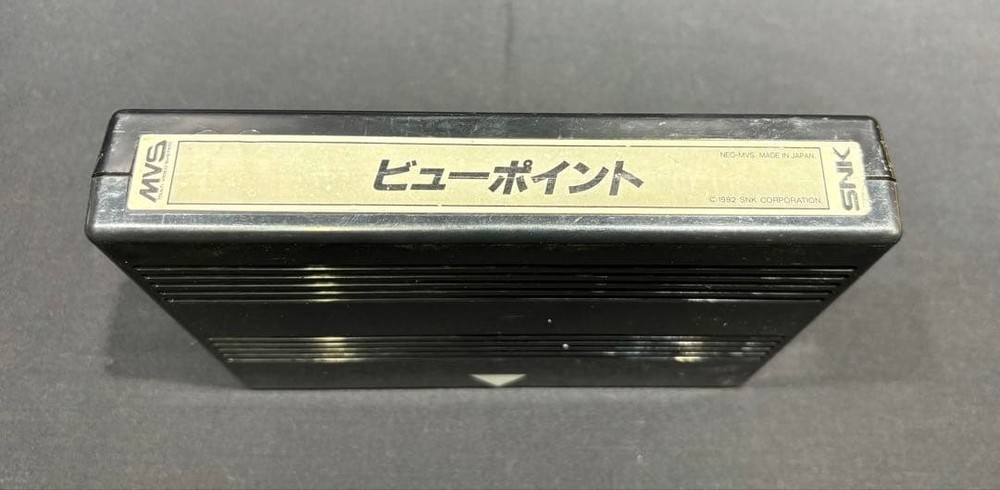 MVS
ビューポイント
NEO-MVS. MADE IN JAPAN.
© 1992 SNK CORPORATION
SNK